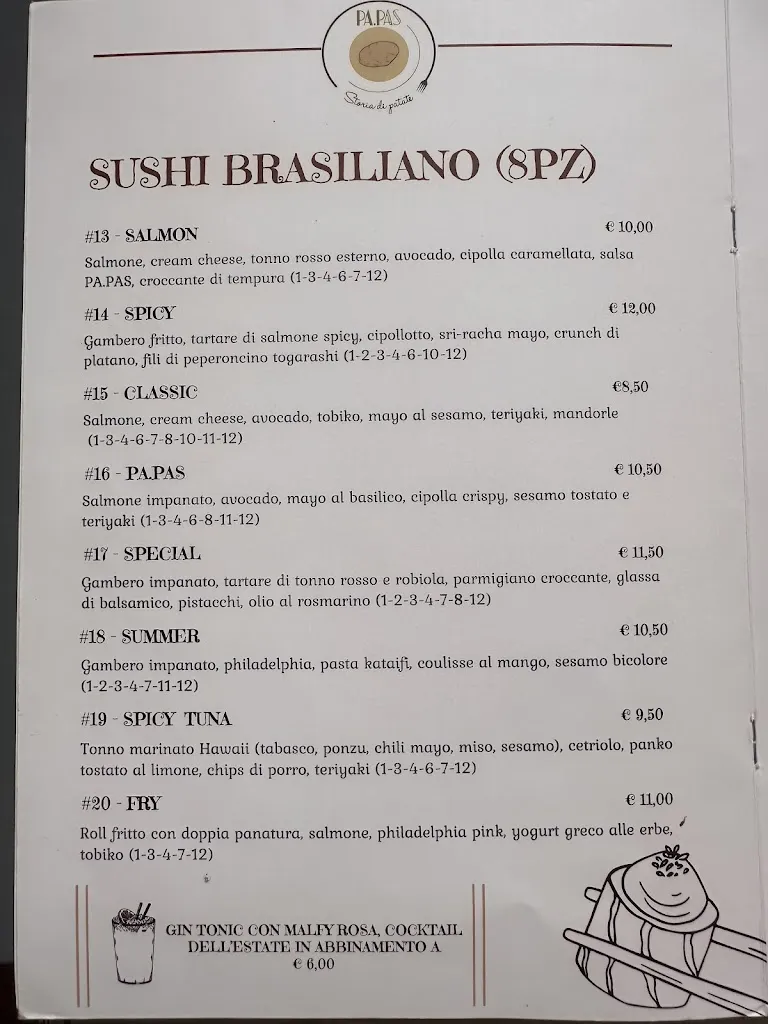 PA.PAS
Storia di patate
SUSHI BRASILIANO (8PZ)
#13 - SALMON € 10,00
Salmone, cream cheese, tonno rosso esterno, avocado, cipolla caramellata, salsa
PA.PAS, croccante di tempura (1-3-4-6-7-12)
#14 - SPICY € 12,00
Gambero fritto, tartare di salmone spicy, cipollotto, sri-racha mayo, crunch di
platano, fili di peperoncino togarashi (1-2-3-4-6-10-12)
#15 - CLASSIC €8,50
Salmone, cream cheese, avocado, tobiko, mayo al sesamo, teriyaki, mandorle
(1-3-4-6-7-8-10-11-12)
#16 - PA.PAS € 10,50
Salmone impanato, avocado, mayo al basilico, cipolla crispy, sesamo tostato e
teriyaki (1-3-4-6-8-11-12)
#17 - SPECIAL € 11,50
Gambero impanato, tartare di tonno rosso e robiola, parmigiano croccante, glassa
di balsamico, pistacchi, olio al rosmarino (1-2-3-4-7-8-12)
#18 - SUMMER € 10,50
Gambero impanato, philadelphia, pasta kataifi, coulisse al mango, sesamo bicolore
(1-2-3-4-7-11-12)
#19 - SPICY TUNA € 9,50
Tonno marinato Hawaii (tabasco, ponzu, chili mayo, miso, sesamo), cetriolo, panko
tostato al limone, chips di porro, teriyaki (1-3-4-6-7-12)
#20 - FRY € 11,00
Roll fritto con doppia panatura, salmone, philadelphia pink, yogurt greco alle erbe,
tobiko (1-3-4-7-12)
GIN TONIC CON MALFY ROSA, COCKTAIL
DELL'ESTATE IN ABBINAMENTO A
€ 6,00